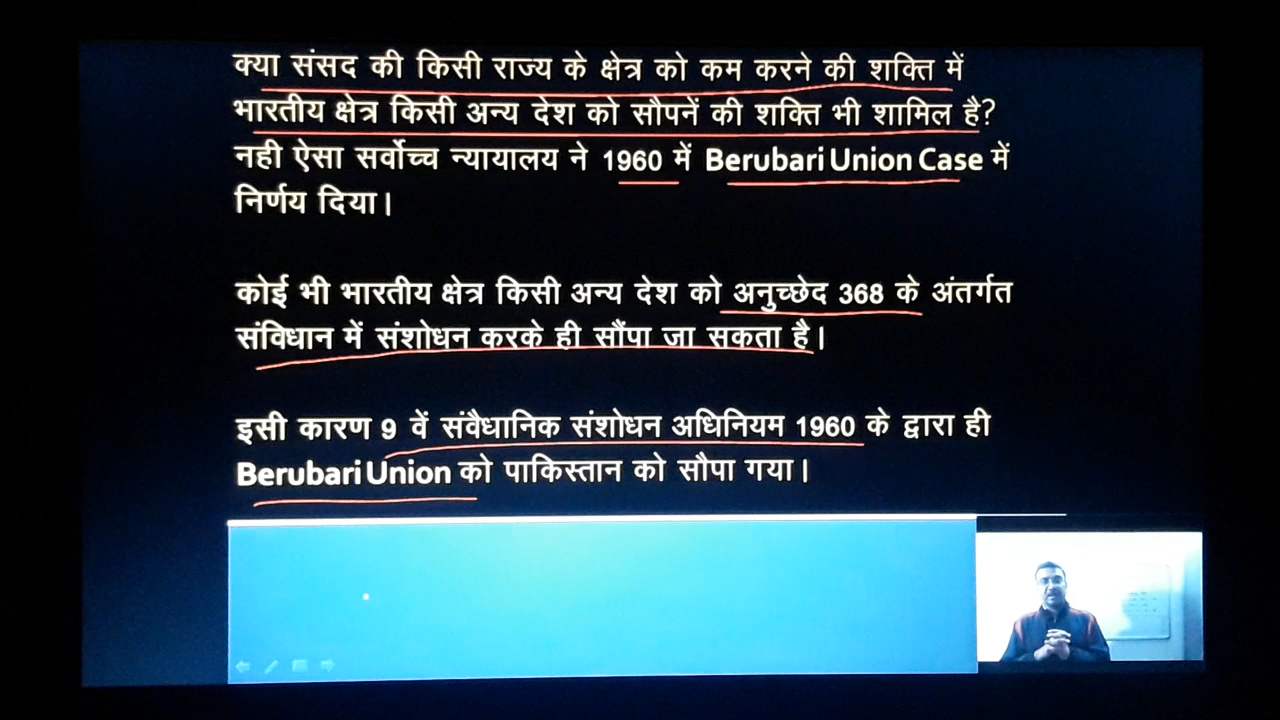 क्या संसद की किसी राज्य के क्षेत्र को कम करने की शक्ति में
भारतीय क्षेत्र किसी अन्य देश को सौपनें की शक्ति भी शामिल है?
नही ऐसा सर्वोच्च न्यायालय ने 1960 में Berubari Union Case में
निर्णय दिया।
कोई भी भारतीय क्षेत्र किसी अन्य देश को अनुच्छेद 368 के अंतर्गत
संविधान में संशोधन करके ही सौंपा जा सकता है।
इसी कारण 9 वें संवैधानिक संशोधन अधिनियम 1960 के द्वारा ही
Berubari Union को पाकिस्तान को सौपा गया।